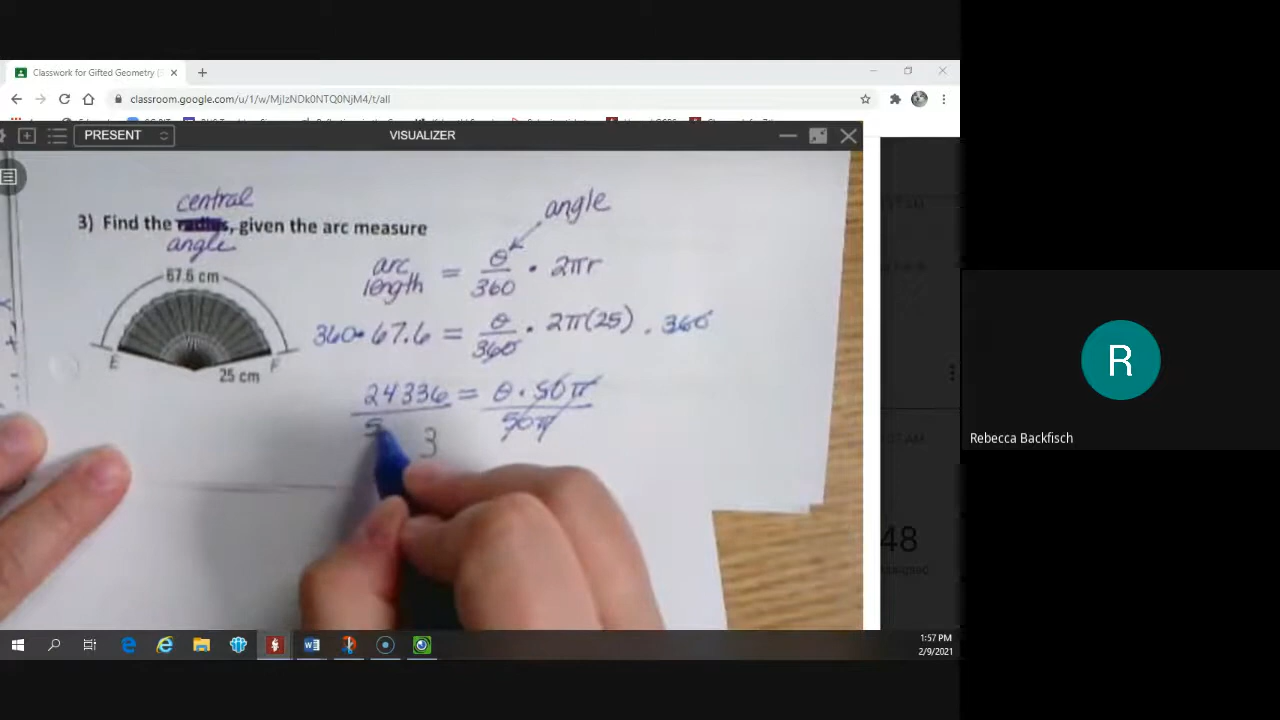 Classwork for Gifted Geometry (
classroom.google.com/u/1/w/MjIzNDk0NTQ0NjM4/t/all
PRESENT
VISUALIZER
central
3) Find the radius, given the arc measure
angle
67.6 cm
E
F
25 cm
angle
arc length = θ/360 · 2πr
360 · 67.6 = θ/360 · 2π(25) · 360
24336 = θ · 50π
5
50π
3
48
R
Rebecca Backfisch
1:57 PM
2/9/2021